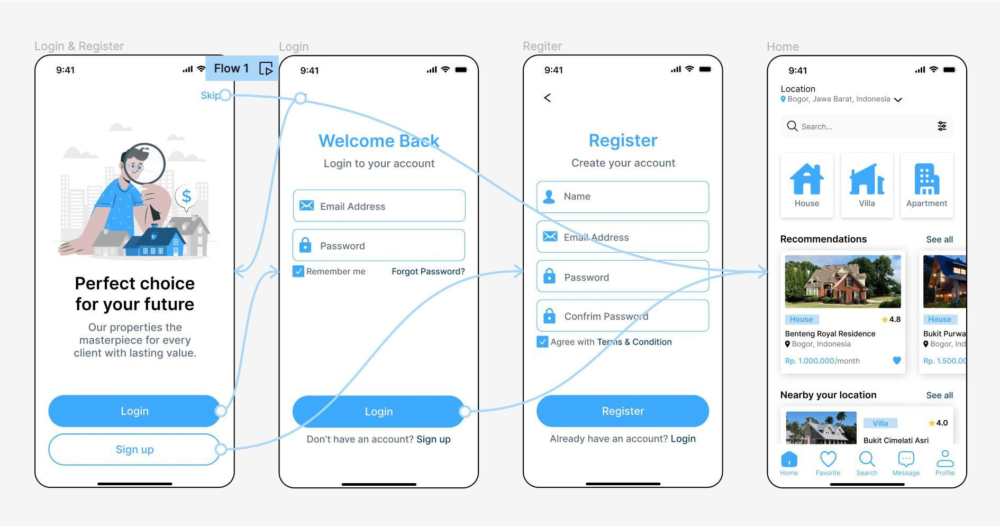 Login & Register
9:41
Flow 1
Skip
$
Perfect choice
for your future
Our properties the
masterpiece for every
client with lasting value.
Login
Sign up
Login
9:41
Welcome Back
Login to your account
Email Address
Password
Remember me
Forgot Password?
Login
Don't have an account? Sign up
Regiter
9:41
<
Register
Create your account
Name
Email Address
Password
Confrim Password
Agree with Terms & Condition
Register
Already have an account? Login
Home
9:41
Location
Bogor, Jawa Barat, Indonesia
Search...
House
Villa
Apartment
Recommendations
See all
House
4.8
Benteng Royal Residence
Bogor, Indonesia
Rp. 1.000.000/month
House
Bukit Purwa
Bogor, Ind
Rp. 1.500.00
Nearby your location
See all
Villa
4.0
Bukit Cimelati Asri
Home
Favorite
Search
Message
Profile